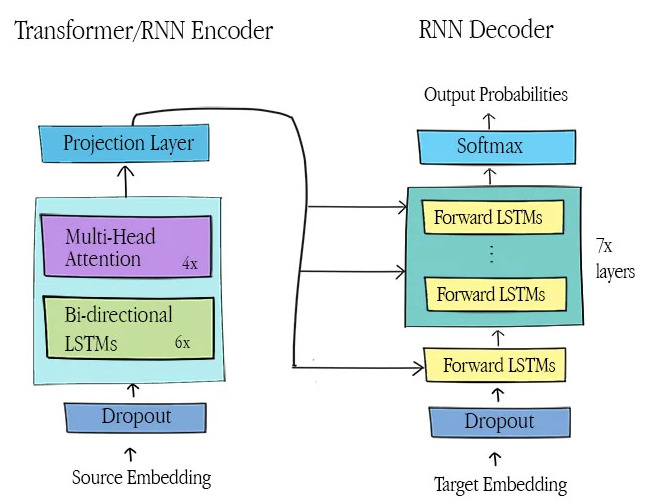 Transformer/RNN Encoder
Projection Layer
Multi-Head
Attention 4x
Bi-directional
LSTMs 6x
Dropout
Source Embedding
RNN Decoder
Output Probabilities
Softmax
Forward LSTMs
⋮
Forward LSTMs
7x
layers
Forward LSTMs
Dropout
Target Embedding